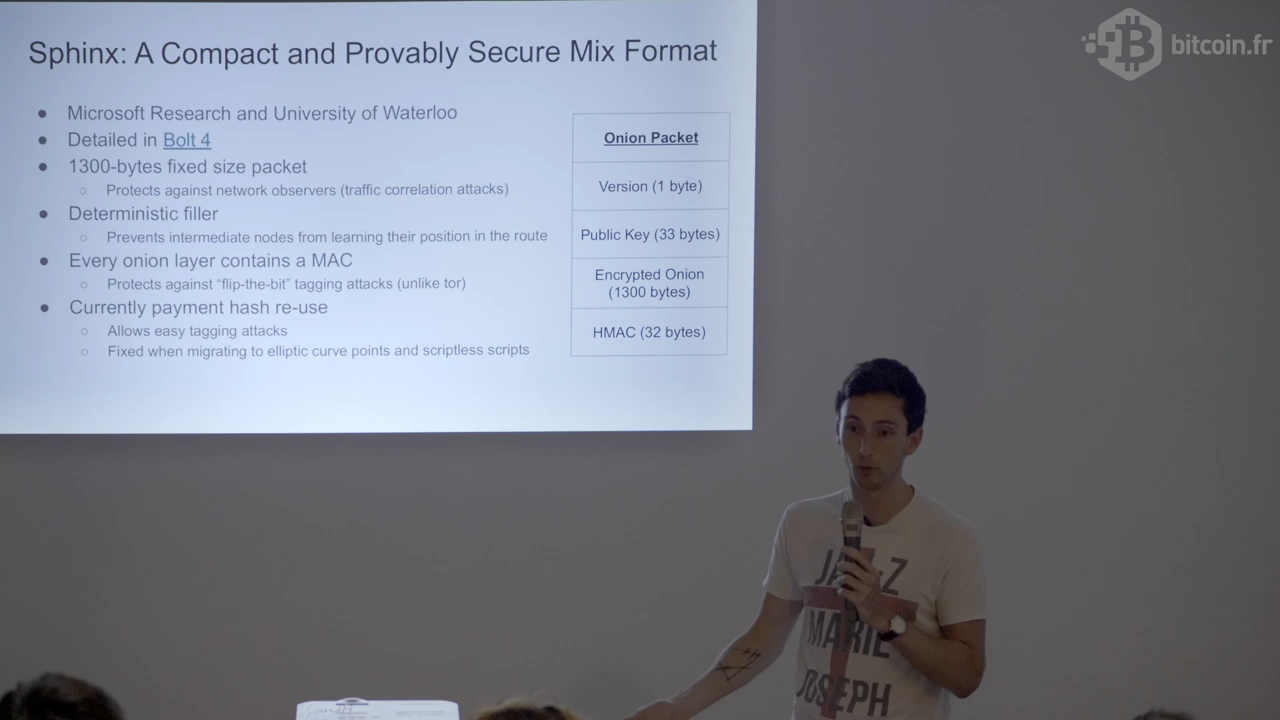 Sphinx: A Compact and Provably Secure Mix Format
● Microsoft Research and University of Waterloo
● Detailed in Bolt 4
● 1300-bytes fixed size packet
○ Protects against network observers (traffic correlation attacks)
● Deterministic filler
○ Prevents intermediate nodes from learning their position in the route
● Every onion layer contains a MAC
○ Protects against “flip-the-bit” tagging attacks (unlike tor)
● Currently payment hash re-use
○ Allows easy tagging attacks
○ Fixed when migrating to elliptic curve points and scriptless scripts
Onion Packet
Version (1 byte)
Public Key (33 bytes)
Encrypted Onion
(1300 bytes)
HMAC (32 bytes)
bitcoin.fr
MARIE
JOSEPH